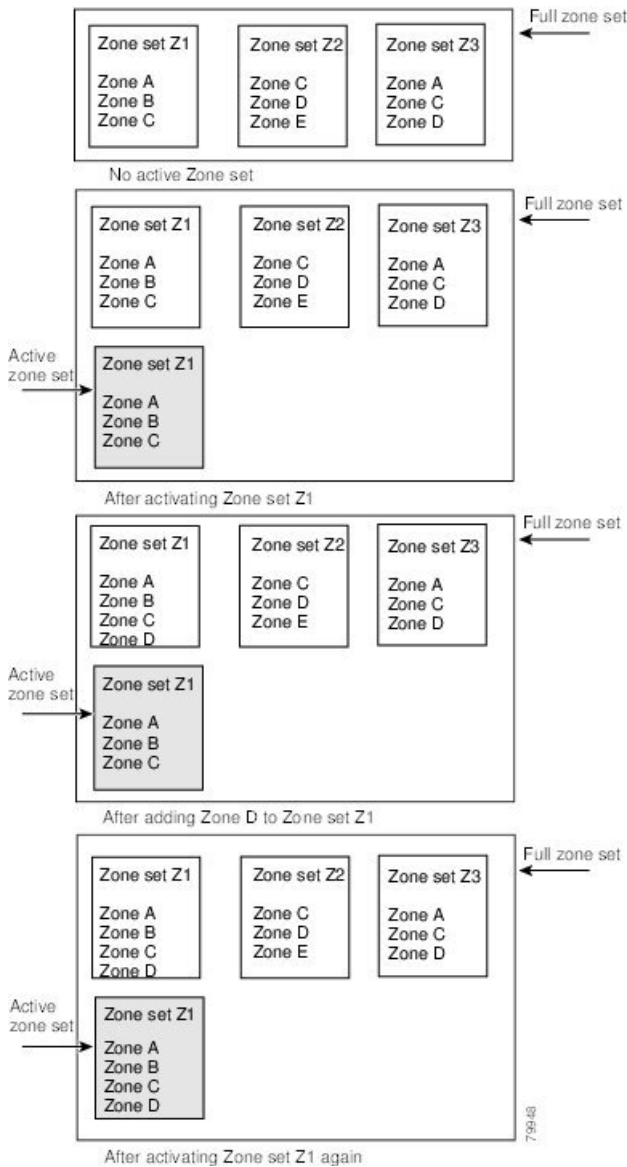 Full zone set
Zone set Z1
Zone A
Zone B
Zone C
Zone set Z2
Zone C
Zone D
Zone E
Zone set Z3
Zone A
Zone C
Zone D
No active Zone set
Full zone set
Zone set Z1
Zone A
Zone B
Zone C
Zone set Z2
Zone C
Zone D
Zone E
Zone set Z3
Zone A
Zone C
Zone D
Active
zone set
Zone set Z1
Zone A
Zone B
Zone C
After activating Zone set Z1
Full zone set
Zone set Z1
Zone A
Zone B
Zone C
Zone D
Zone set Z2
Zone C
Zone D
Zone E
Zone set Z3
Zone A
Zone C
Zone D
Active
zone set
Zone set Z1
Zone A
Zone B
Zone C
After adding Zone D to Zone set Z1
Full zone set
Zone set Z1
Zone A
Zone B
Zone C
Zone D
Zone set Z2
Zone C
Zone D
Zone E
Zone set Z3
Zone A
Zone C
Zone D
Active
zone set
Zone set Z1
Zone A
Zone B
Zone C
Zone D
79948
After activating Zone set Z1 again